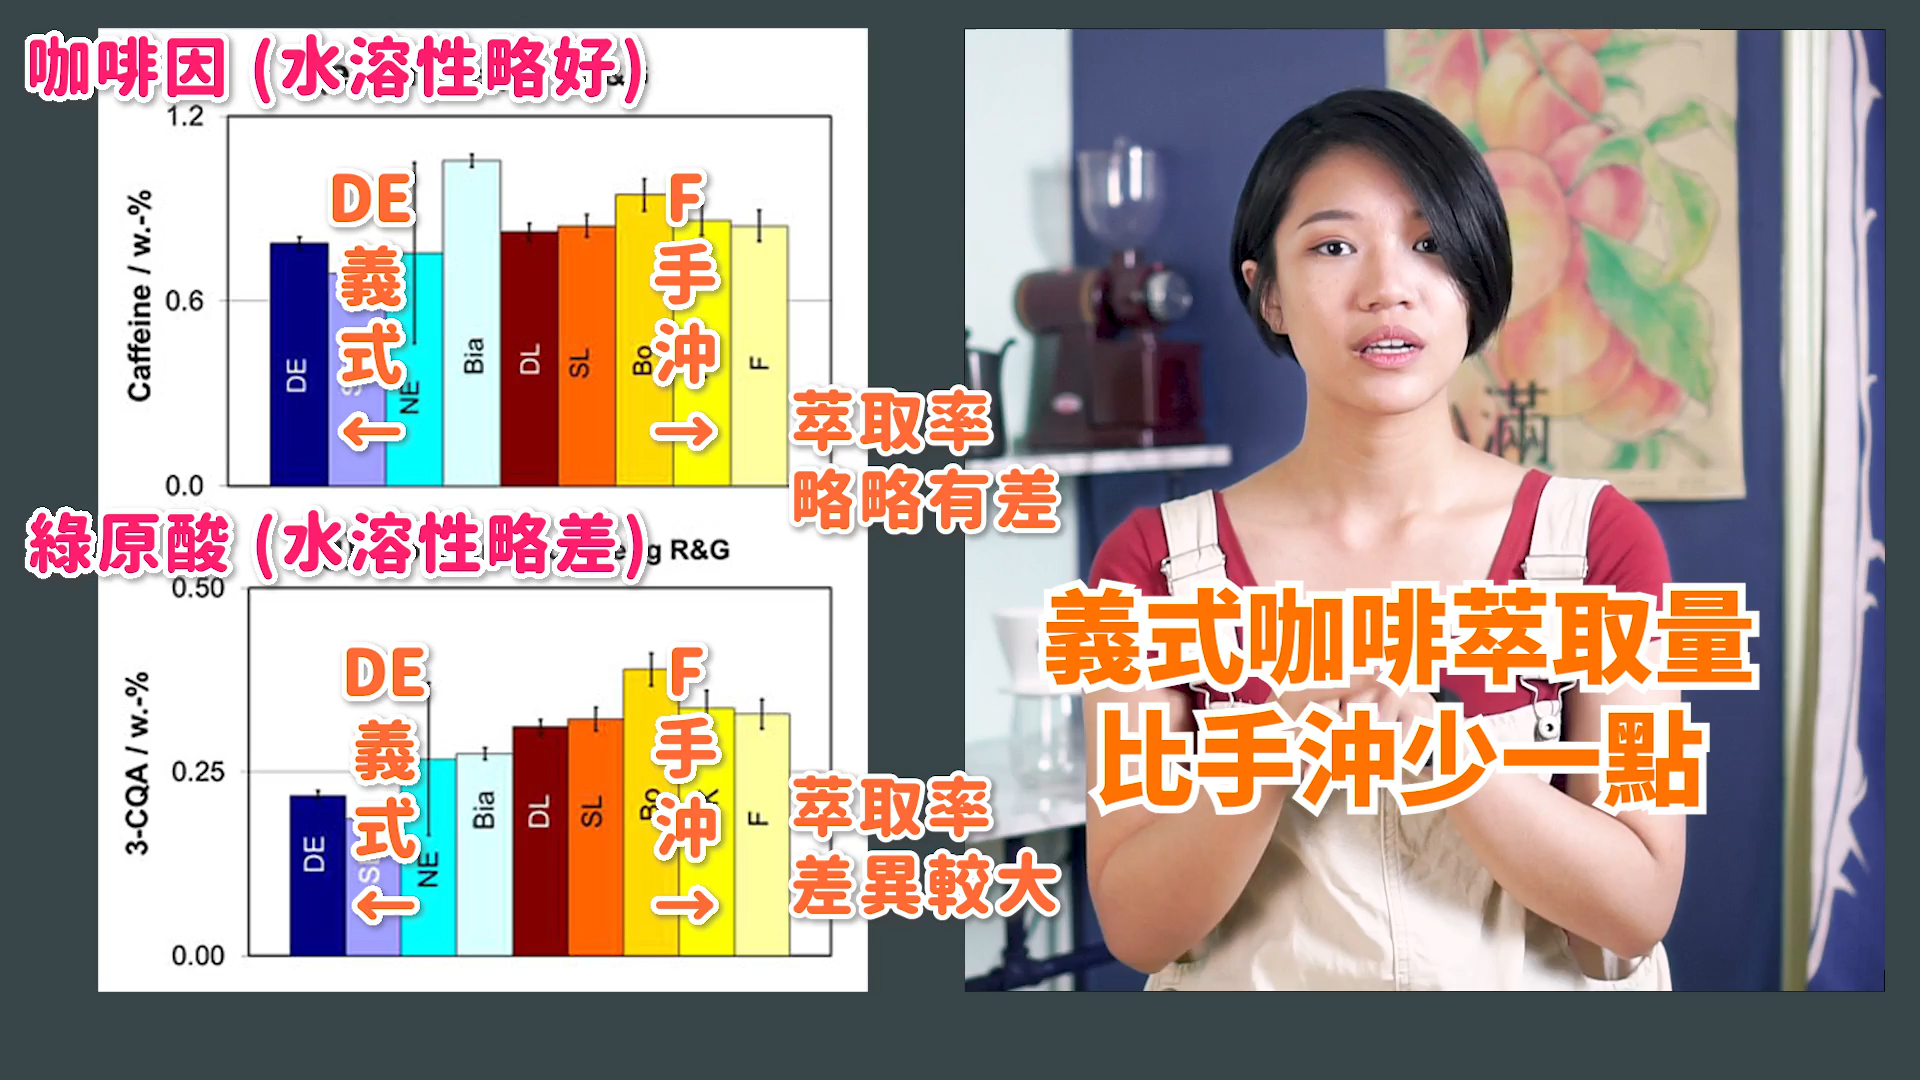 咖啡因 (水溶性略好)
1.2
0.6
0.0
Caffeine / w.-%
DE
NE
Bia
DL
SL
Bo
F
DE
義
式
←
F
手
沖
→
萃取率
略略有差
綠原酸 (水溶性略差)
g R&G
0.50
0.25
0.00
3-CQA / w.-%
DE
NE
Bia
DL
SL
Bo
K
F
DE
義
式
←
F
手
沖
→
萃取率
差異較大
小滿
義式咖啡萃取量
比手沖少一點